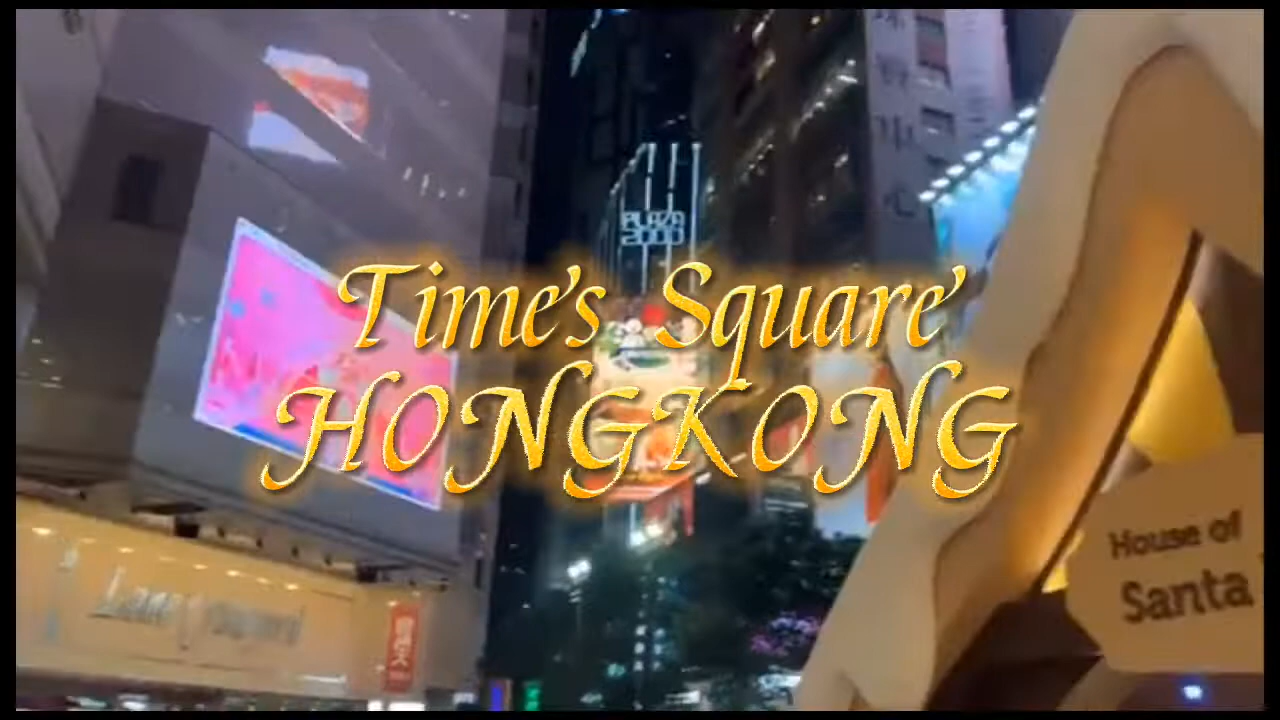 PLAZA
2000
Time's Square
HONGKONG
House of
Santa